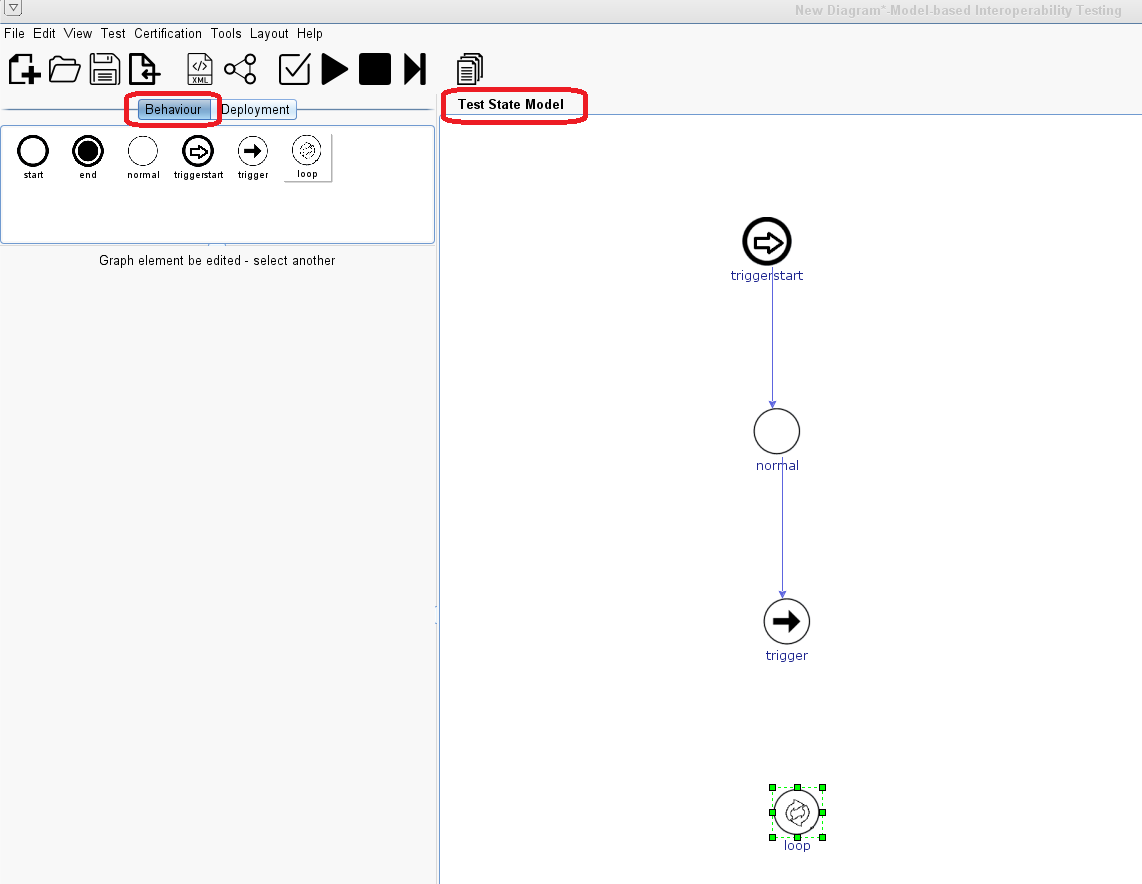 New Diagram*-Model-based Interoperability Testing
File Edit View Test Certification Tools Layout Help
</> XML
Behaviour Deployment
Test State Model
start end normal triggerstart trigger loop
Graph element be edited - select another
triggerstart
normal
trigger
loop